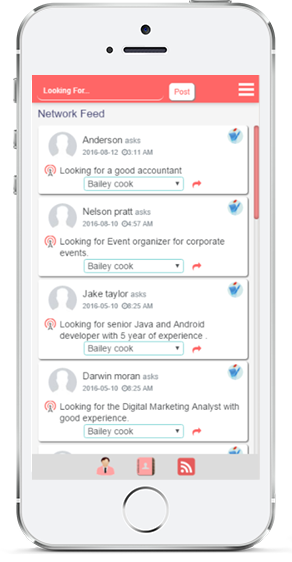 Looking For...
Post
Network Feed
Anderson asks
2016-08-12 3:11 AM
Looking for a good accountant
Bailey cook
Nelson pratt asks
2016-08-10 4:57 AM
Looking for Event organizer for corporate
events.
Bailey cook
Jake taylor asks
2016-05-10 8:25 AM
Looking for senior Java and Android
developer with 5 year of experience .
Bailey cook
Darwin moran asks
2016-05-10 8:25 AM
Looking for the Digital Marketing Analyst with
good experience.
Bailey cook